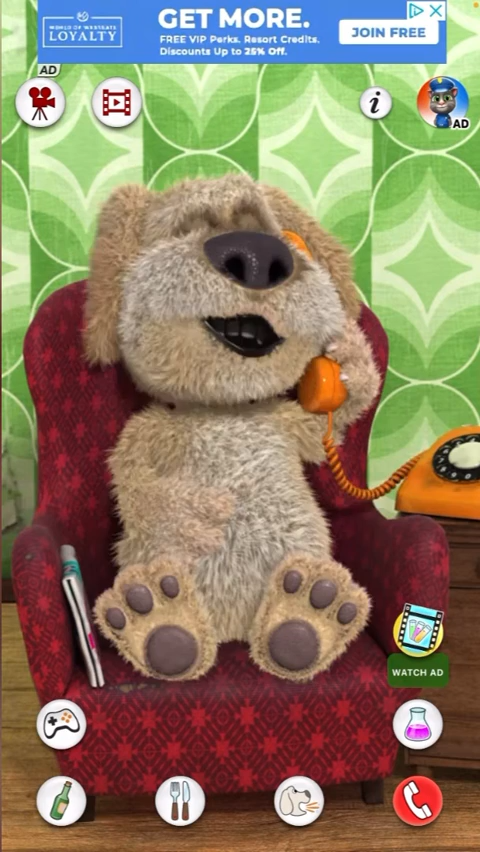 WORLD OF WESTGATE
LOYALTY
GET MORE.
FREE VIP Perks. Resort Credits.
Discounts Up to 25% Off.
JOIN FREE
AD
i
AD
WATCH AD